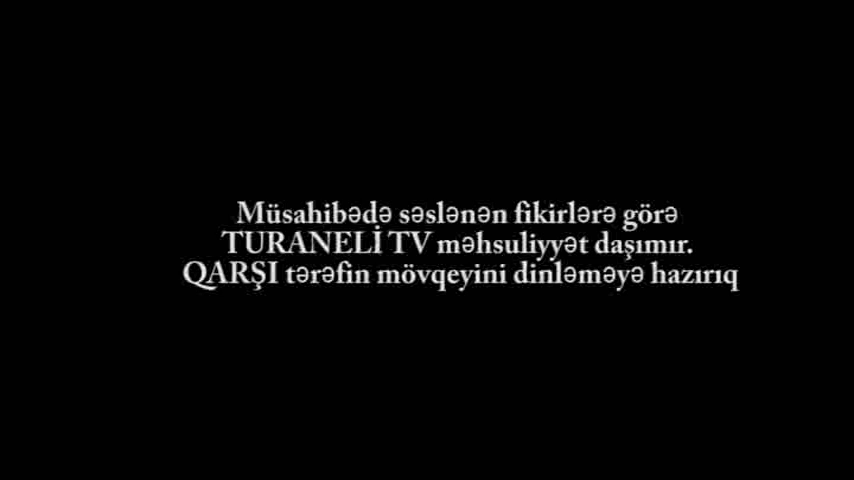 Müsahibədə səslənən fikirlərə görə
TURANELİ TV məhsuliyyət daşımır.
QARŞI tərəfin mövqeyini dinləməyə hazırıq